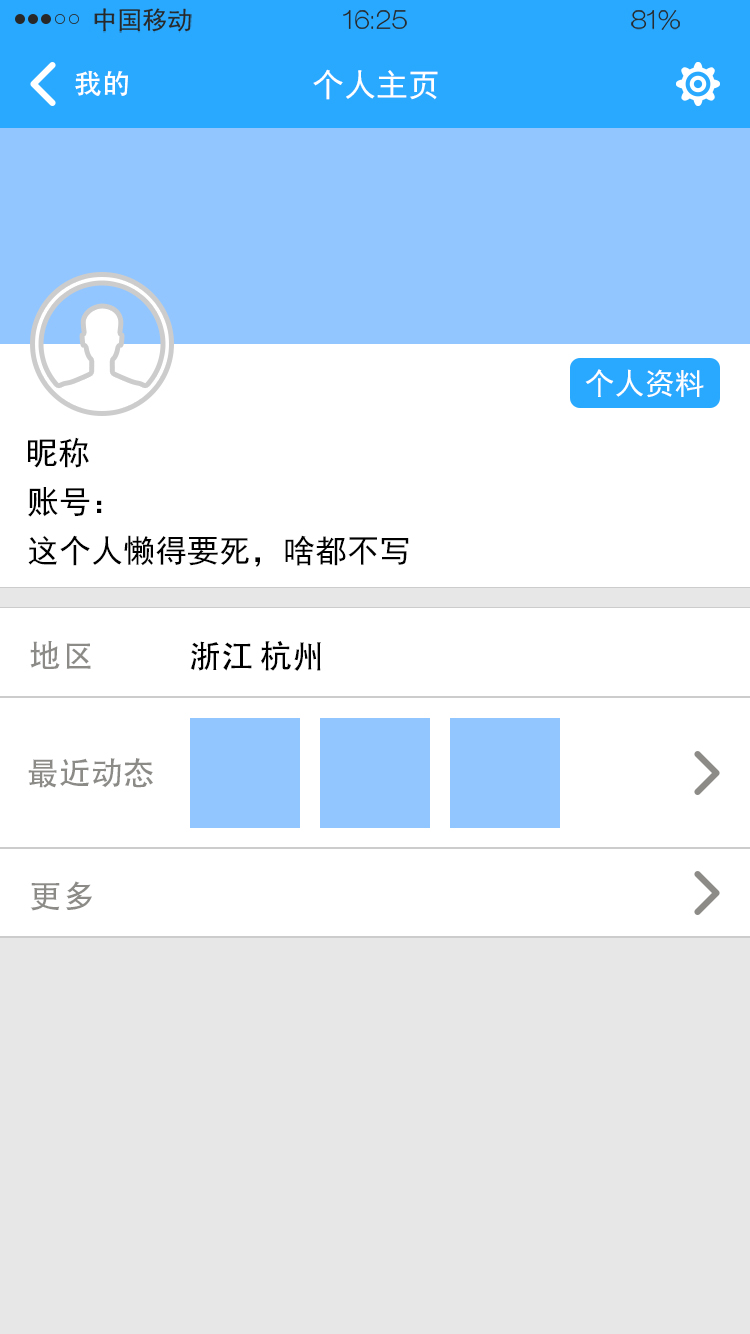 中国移动 16:25 81%
我的 个人主页
个人资料
昵称
账号：
这个人懒得要死，啥都不写
地区 浙江 杭州
最近动态
更多